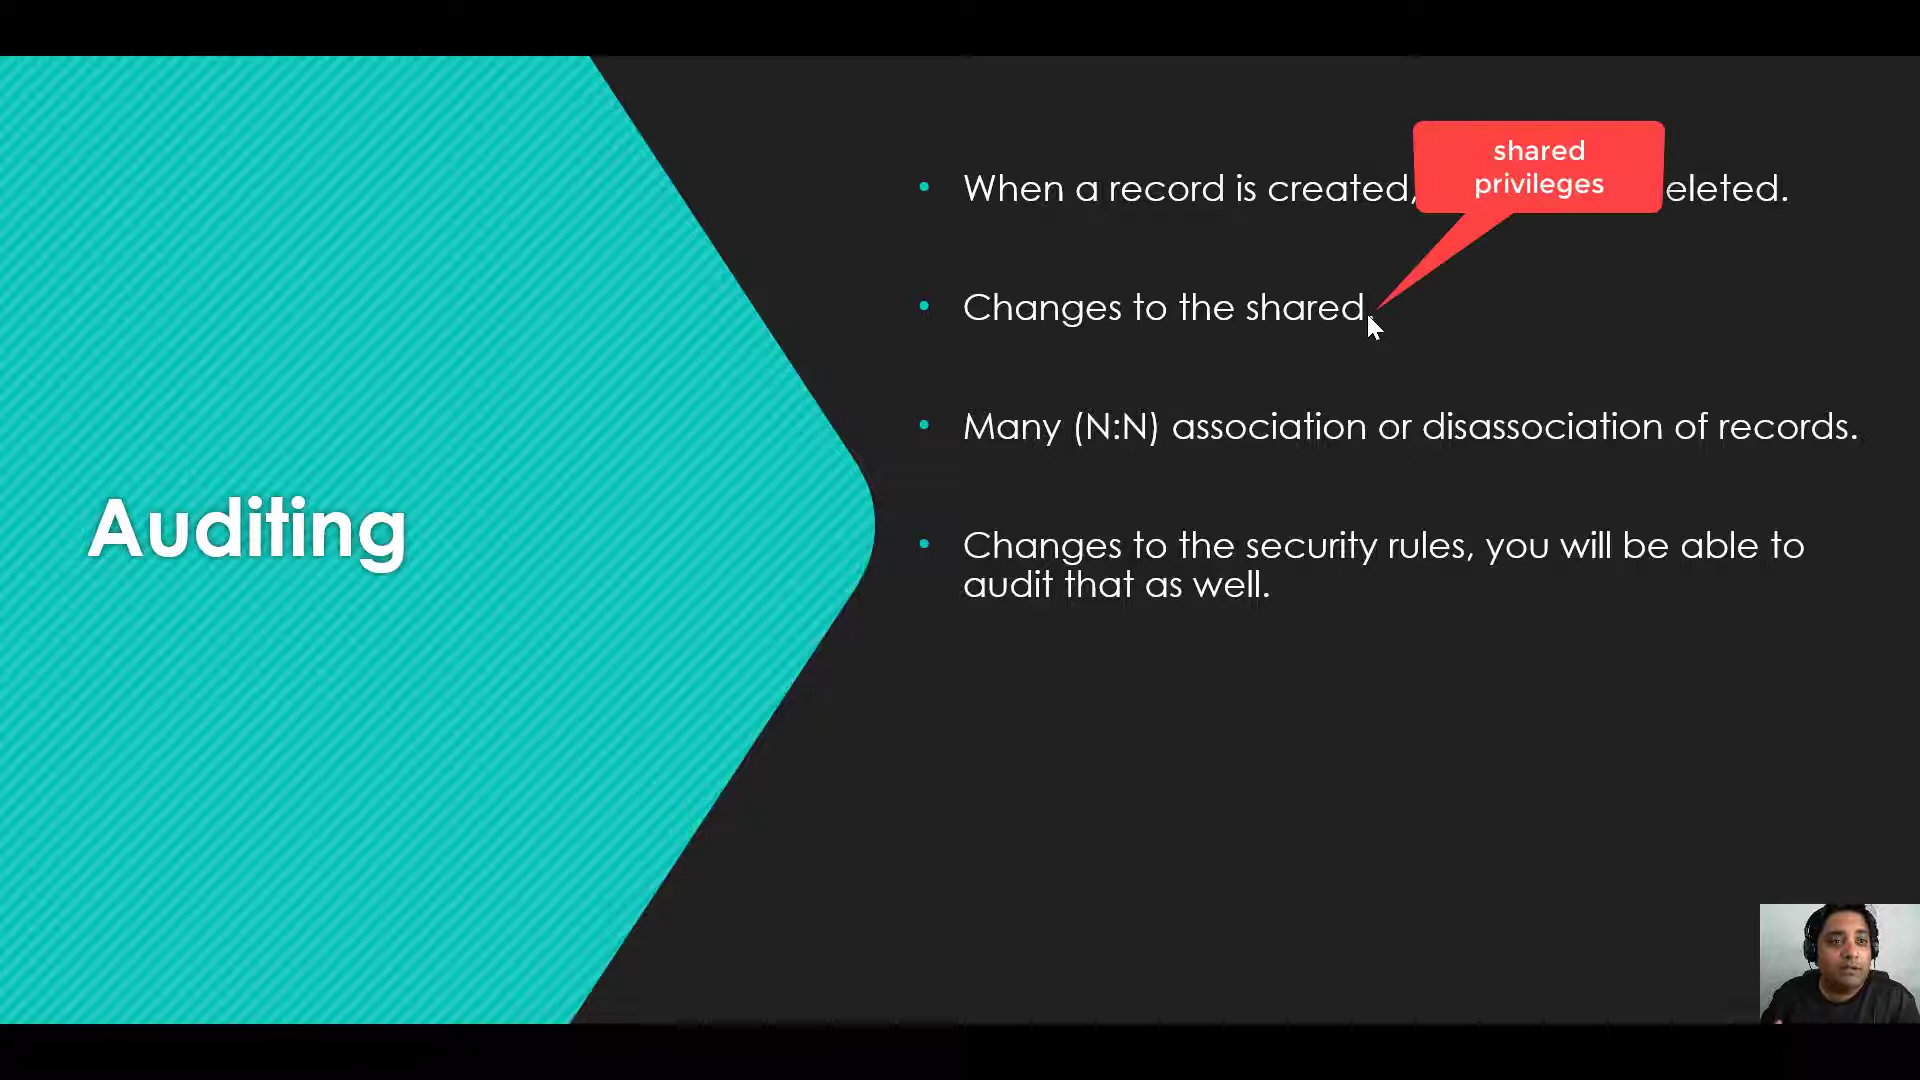 shared
privileges
When a record is created, eleted.
Changes to the shared.
Many (N:N) association or disassociation of records.
Auditing
Changes to the security rules, you will be able to
audit that as well.